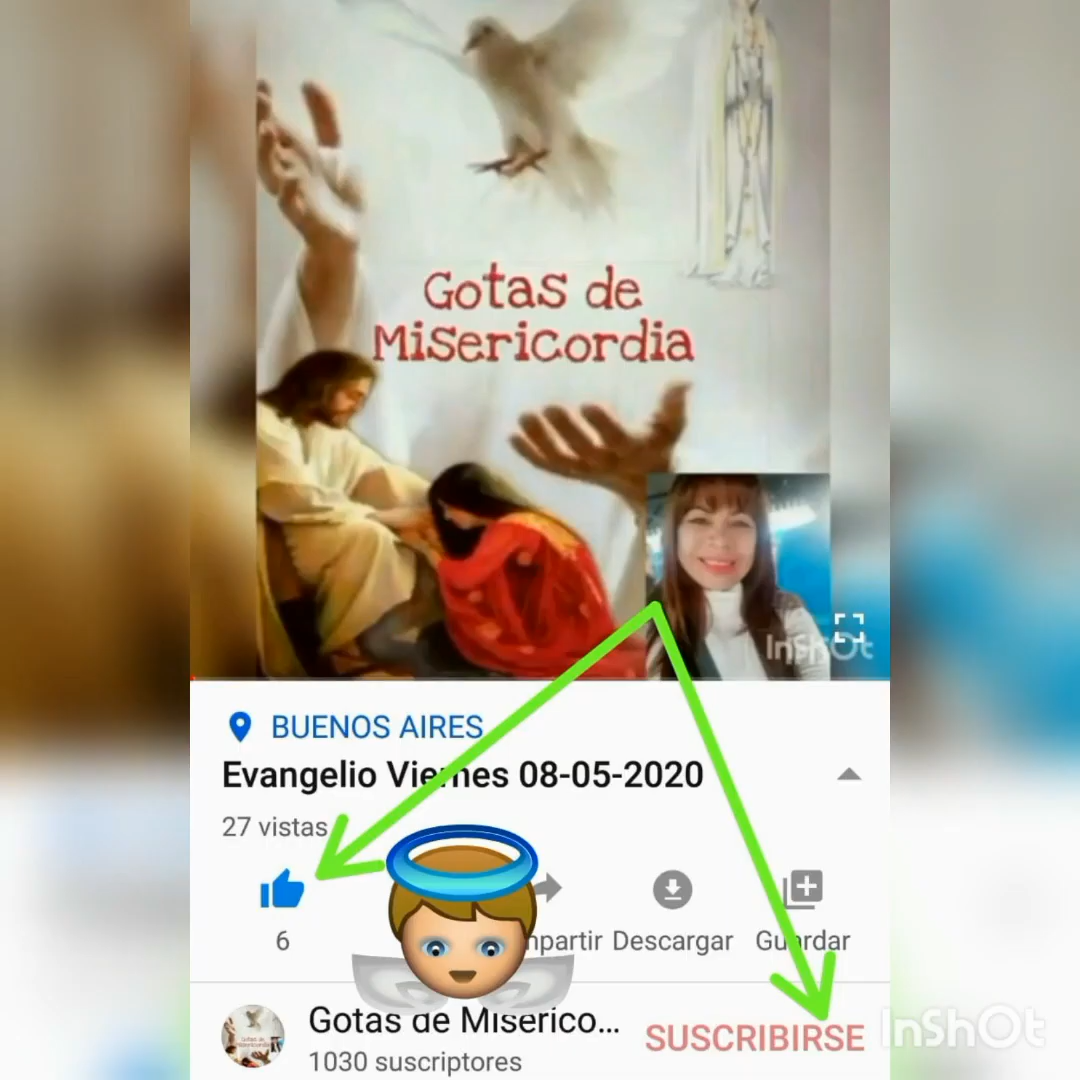 Gotas de
Misericordia
InShOt
BUENOS AIRES
Evangelio Viernes 08-05-2020
27 vistas
6
mpartir
Descargar
Guardar
Gotas de Miserico...
SUSCRIBIRSE
InShOt
1030 suscriptores